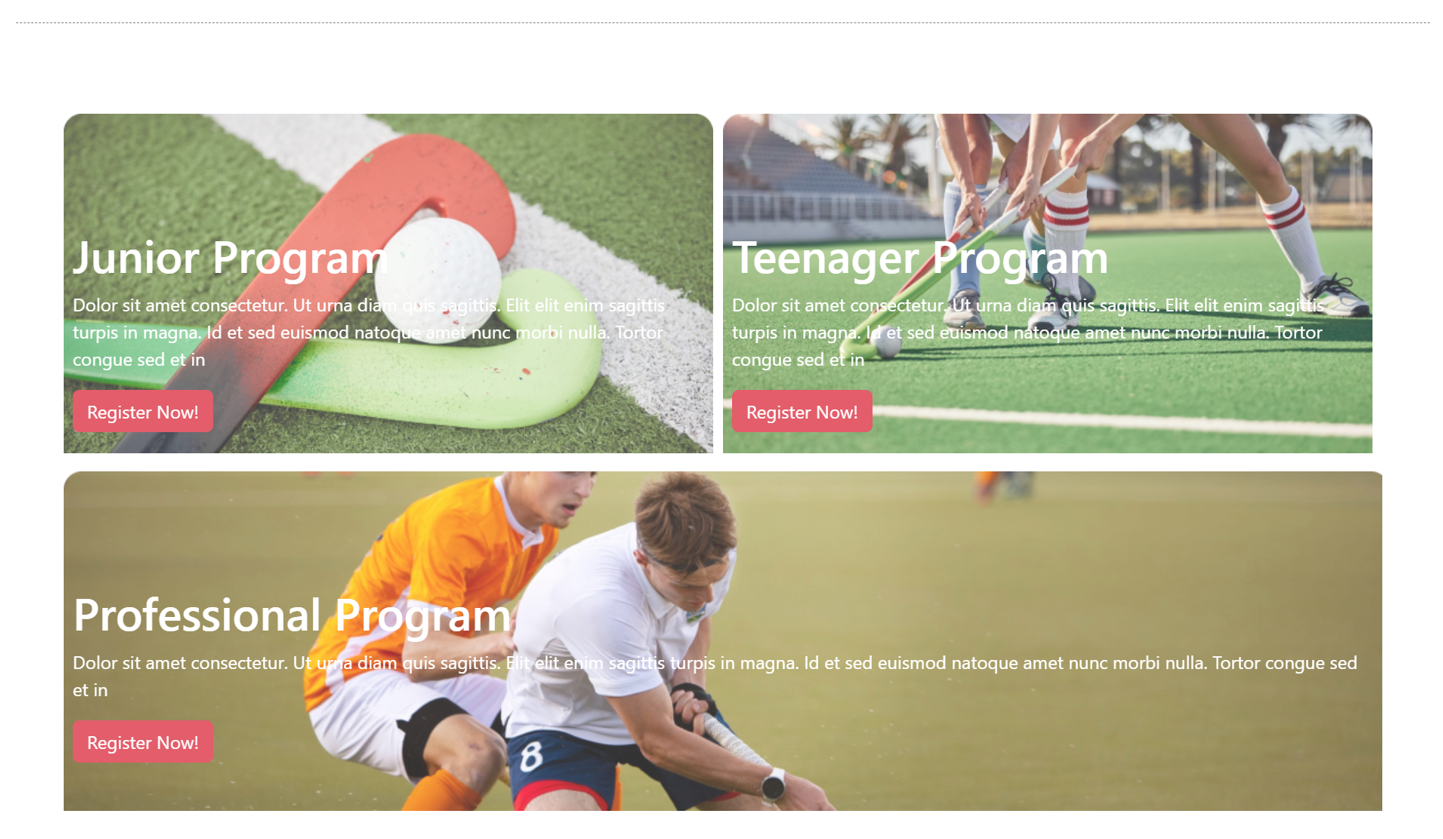 Junior Program
Dolor sit amet consectetur. Ut urna diam quis sagittis. Elit elit enim sagittis
turpis in magna. Id et sed euismod natoque amet nunc morbi nulla. Tortor
congue sed et in
Register Now!
Teenager Program
Dolor sit amet consectetur. Ut urna diam quis sagittis. Elit elit enim sagittis
turpis in magna. Id et sed euismod natoque amet nunc morbi nulla. Tortor
congue sed et in
Register Now!
Professional Program
Dolor sit amet consectetur. Ut urna diam quis sagittis. Elit elit enim sagittis turpis in magna. Id et sed euismod natoque amet nunc morbi nulla. Tortor congue sed
et in
Register Now!
8